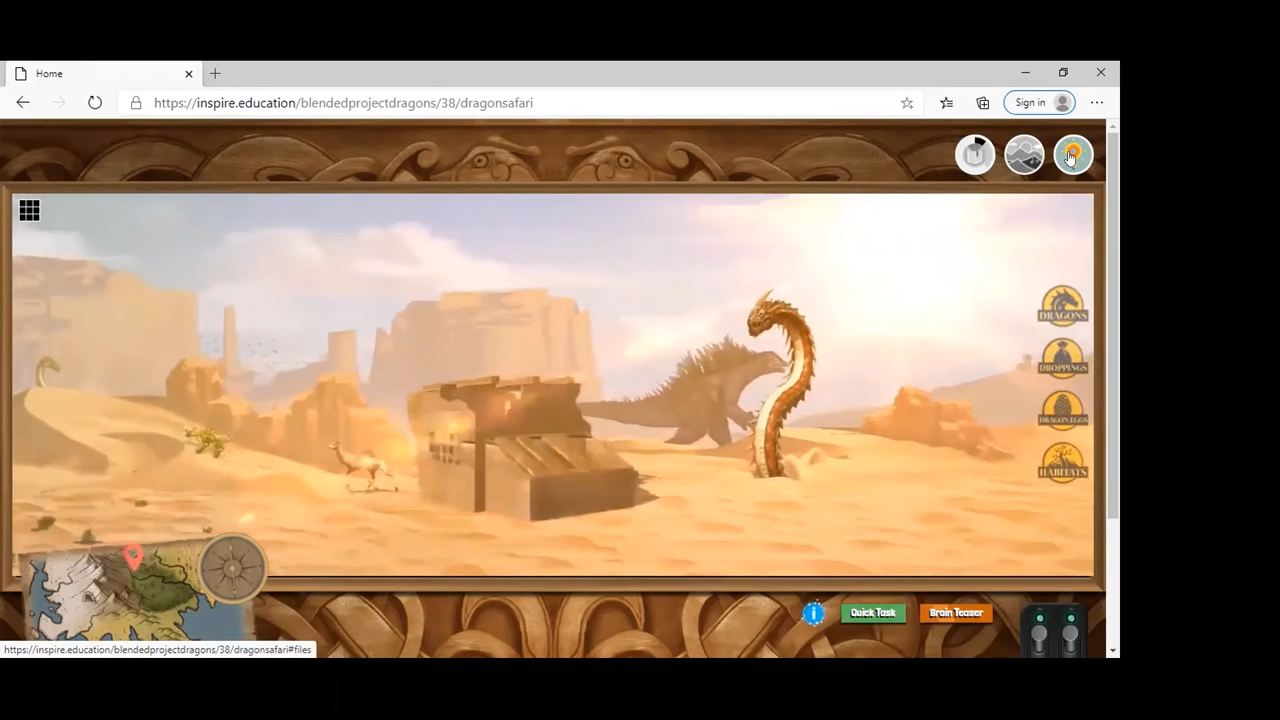 Home
https://inspire.education/blendedprojectdragons/38/dragonsafari
Sign in
DRAGONS
DROPPINGS
DRAGON EGGS
HABITATS
i
Quick Task
Brain Teaser
https://inspire.education/blendedprojectdragons/38/dragonsafari#files